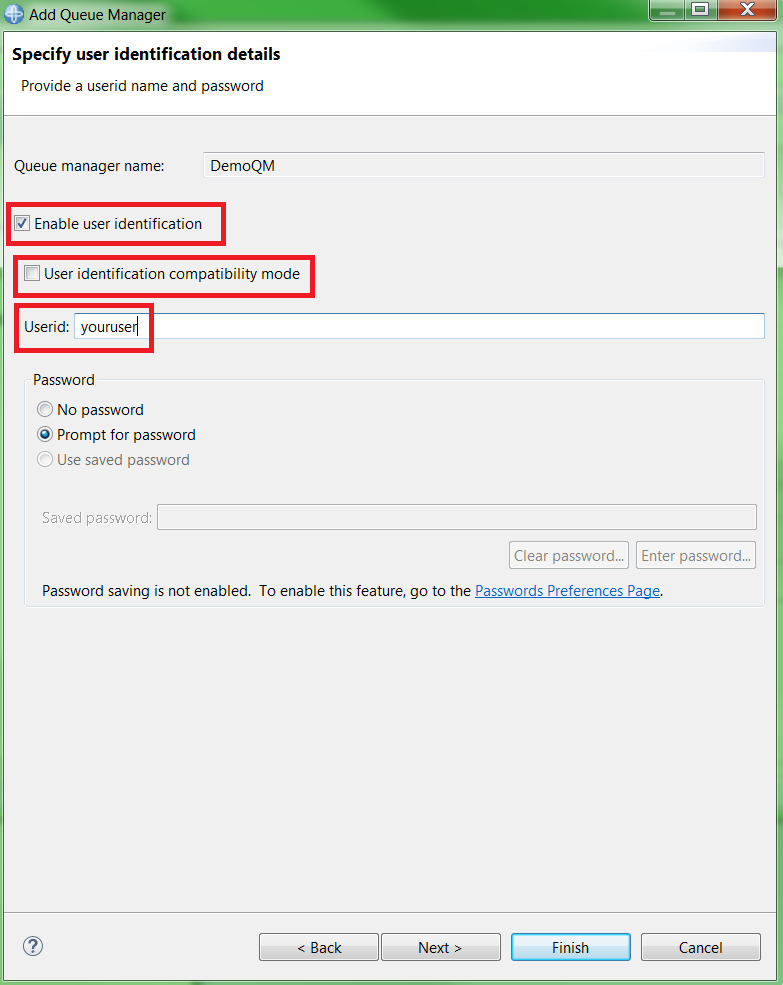 Add Queue Manager
Specify user identification details
Provide a userid name and password
Queue manager name: DemoQM
Enable user identification
User identification compatibility mode
Userid: youruser
Password
No password
Prompt for password
Use saved password
Saved password:
Clear password... Enter password...
Password saving is not enabled. To enable this feature, go to the Passwords Preferences Page.
< Back Next > Finish Cancel